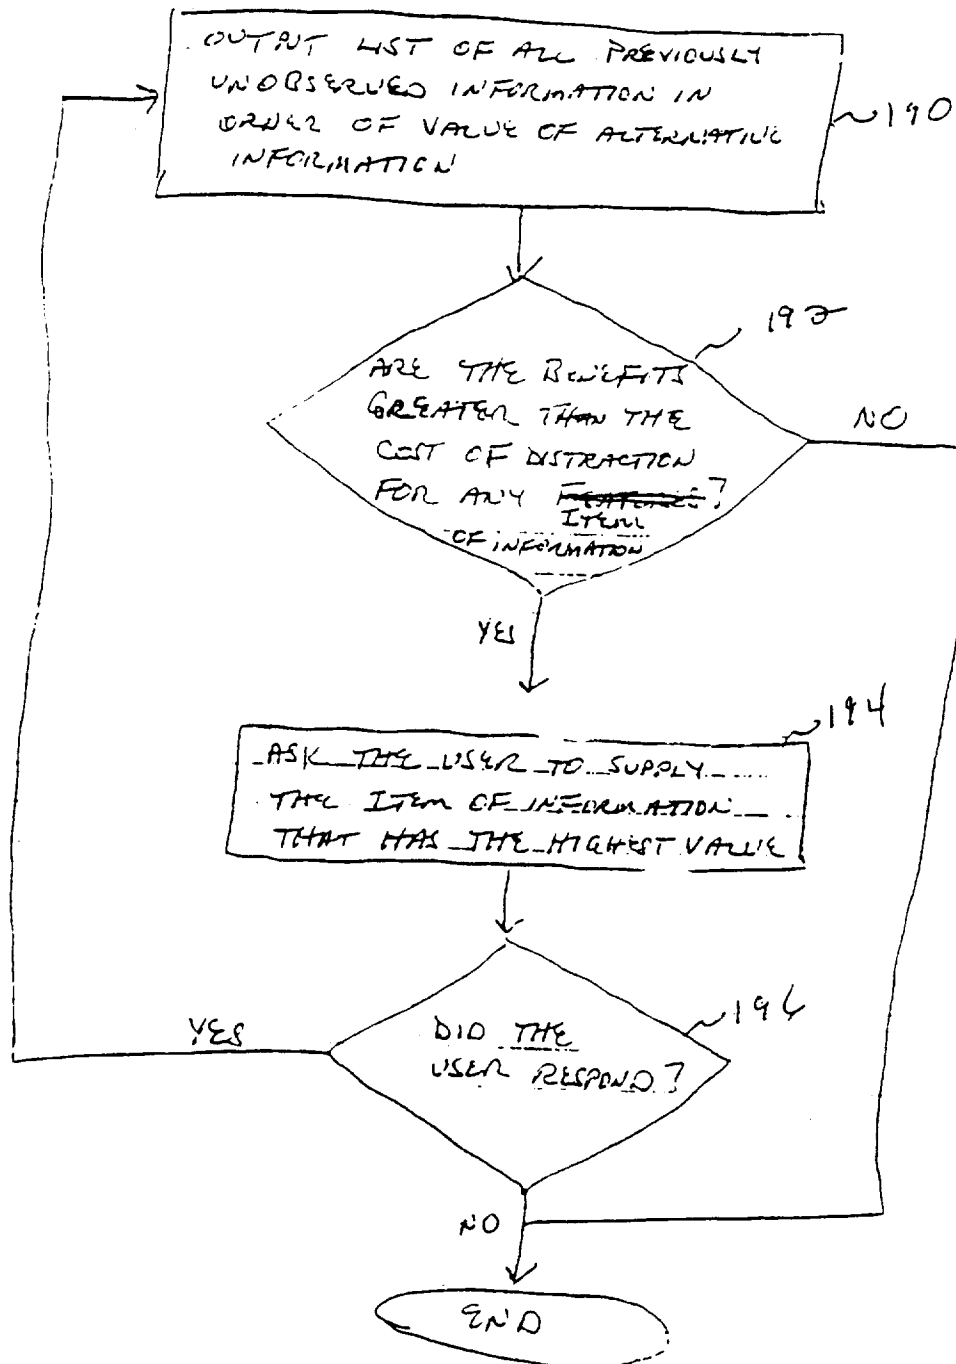 OUTPUT LIST OF ALL PREVIOUSLY
UNOBSERVED INFORMATION IN
ORDER OF VALUE OF ALTERNATIVE
INFORMATION
190
192
ARE THE BENEFITS
GREATER THAN THE
COST OF DISTRACTION
FOR ANY FEATURE?
ITEM
OF INFORMATION
NO
YES
194
ASK THE USER TO SUPPLY
THE ITEM OF INFORMATION
THAT HAS THE HIGHEST VALUE
196
DID THE
USER RESPOND?
YES
NO
END